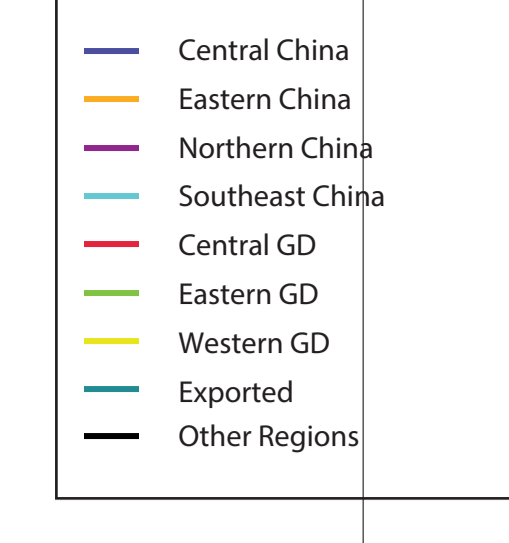 Central China
Eastern China
Northern China
Southeast China
Central GD
Eastern GD
Western GD
Exported
Other Regions